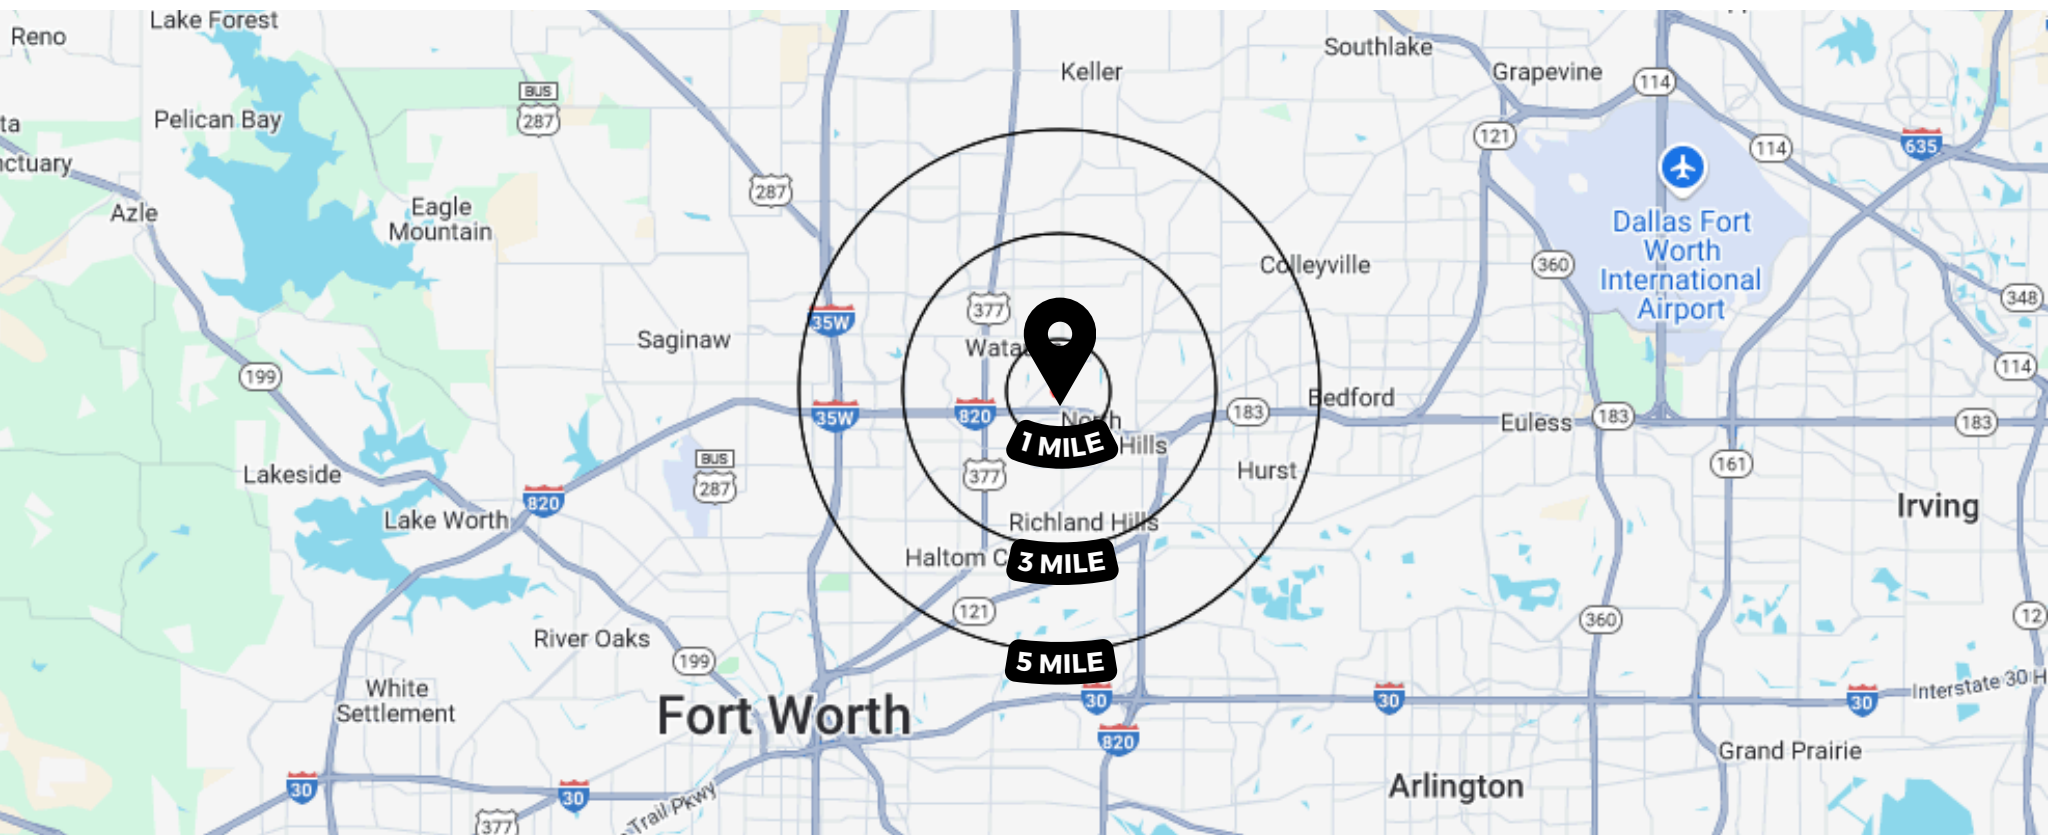 Lake Forest
Reno
Keller
Southlake
Grapevine
114
BUS
287
Pelican Bay
ta
nctuary
121
114
635
287
Azle
Eagle
Mountain
Dallas Fort
Worth
International
Airport
Colleyville
360
348
377
35W
Saginaw
Wata
114
199
Bedford
35W
820
183
North
Hills
1 MILE
Euless
183
183
BUS
287
377
161
Lakeside
Hurst
820
Lake Worth
Irving
Richland Hills
Haltom C
3 MILE
121
360
12
River Oaks
199
5 MILE
White
Settlement
Fort Worth
30
30
30
Interstate 30 H
820
Grand Prairie
30
30
Arlington
Trail Pkwy
377